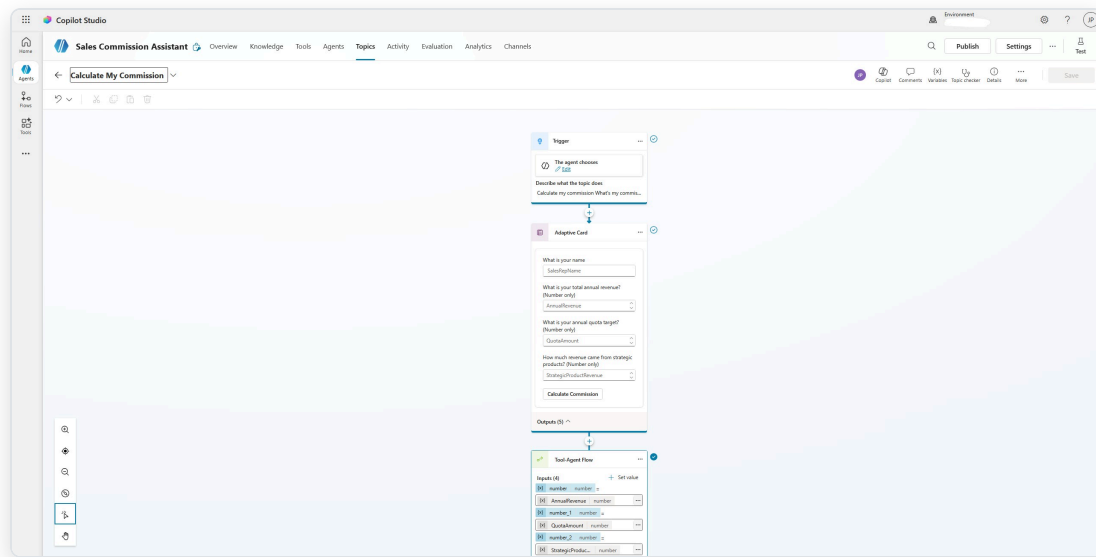 Copilot Studio
Environment
?
JP
Home
Agents
Flows
Tools
Sales Commission Assistant
Overview Knowledge Tools Agents Topics Activity Evaluation Analytics Channels
Publish
Settings
Test
Calculate My Commission
JP
Copilot
Comments
{x}
Variables
Topic checker
Details
More
Save
Trigger
The agent chooses
Edit
Describe what the topic does
Calculate my commission What's my commis...
Adaptive Card
What is your name
SalesRepName
What is your total annual revenue?
(Number only)
AnnualRevenue
What is your annual quota target?
(Number only)
QuotaAmount
How much revenue came from strategic
products? (Number only)
StrategicProductRevenue
Calculate Commission
Outputs (5)
Tool-Agent Flow
Inputs (4)
+ Set value
{x} number number =
{x} AnnualRevenue number
{x} number_1 number =
{x} QuotaAmount number
{x} number_2 number =
{x} StrategicProduc... number